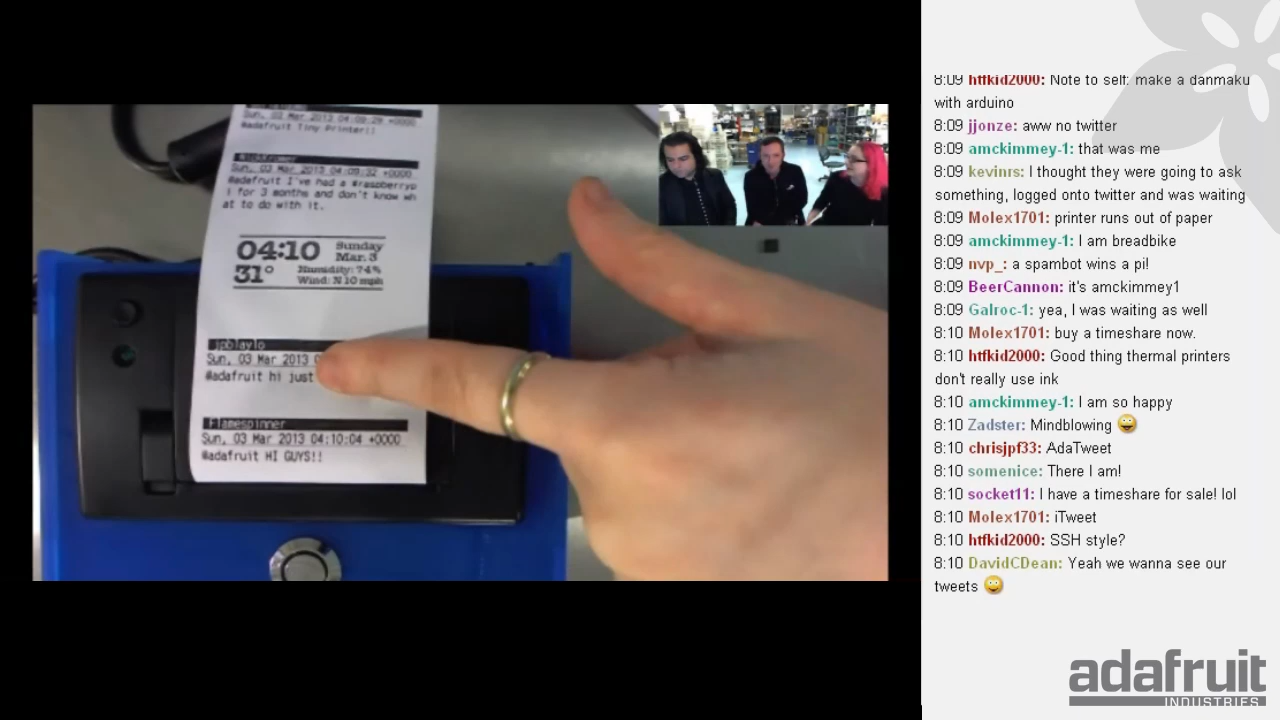 Sun, 03 Mar 2013 04:09:28 +0000
@adafruit Tiny Printer!!
Sun, 03 Mar 2013 04:09:32 +0000
@adafruit I've had a #raspberryp
i for 3 months and don't know wh
at to do with it.
04:10 Sunday
Mar. 3
31° Humidity: 74%
Wind: N 10 mph
jpblaylo
Sun, 03 Mar 2013
@adafruit hi just
Flamespinner
Sun, 03 Mar 2013 04:10:04 +0000
@adafruit HI GUYS!!
8:09 htfkid2000: Note to self: make a danmaku
with arduino
8:09 jjonze: aww no twitter
8:09 amckimmey-1: that was me
8:09 kevinrs: I thought they were going to ask
something, logged onto twitter and was waiting
8:09 Molex1701: printer runs out of paper
8:09 amckimmey-1: I am breadbike
8:09 nvp_: a spambot wins a pi!
8:09 BeerCannon: it's amckimmey1
8:09 Galroc-1: yea, I was waiting as well
8:10 Molex1701: buy a timeshare now.
8:10 htfkid2000: Good thing thermal printers
don't really use ink
8:10 amckimmey-1: I am so happy
8:10 Zadster: Mindblowing
8:10 chrisjpf33: AdaTweet
8:10 somenice: There I am!
8:10 socket11: I have a timeshare for sale! lol
8:10 Molex1701: iTweet
8:10 htfkid2000: SSH style?
8:10 DavidCDean: Yeah we wanna see our
tweets
adafruit
INDUSTRIES